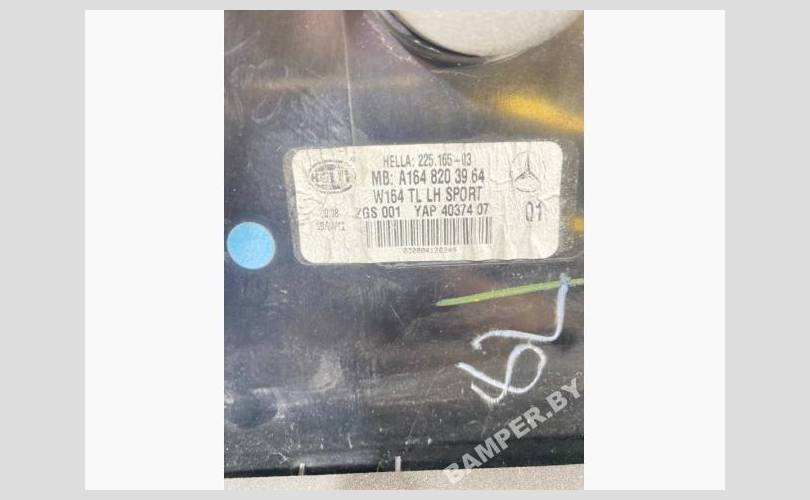 HELLA: 225.165-03
HELLA
MB: A164 820 39 64
W164 TL LH SPORT
ZGS 001 YAP 40374 07
01
BAMPER.BY